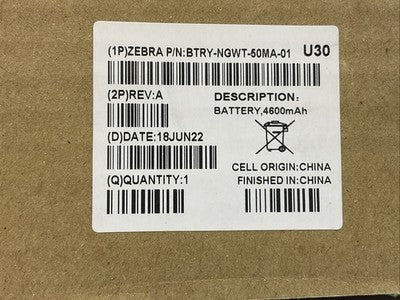 (1P)ZEBRA P/N:BTRY-NGWT-50MA-01 U30
(2P)REV:A
DESCRIPTION:
BATTERY,4600mAh
(D)DATE:18JUN22
CELL ORIGIN:CHINA
(Q)QUANTITY:1
FINISHED IN:CHINA